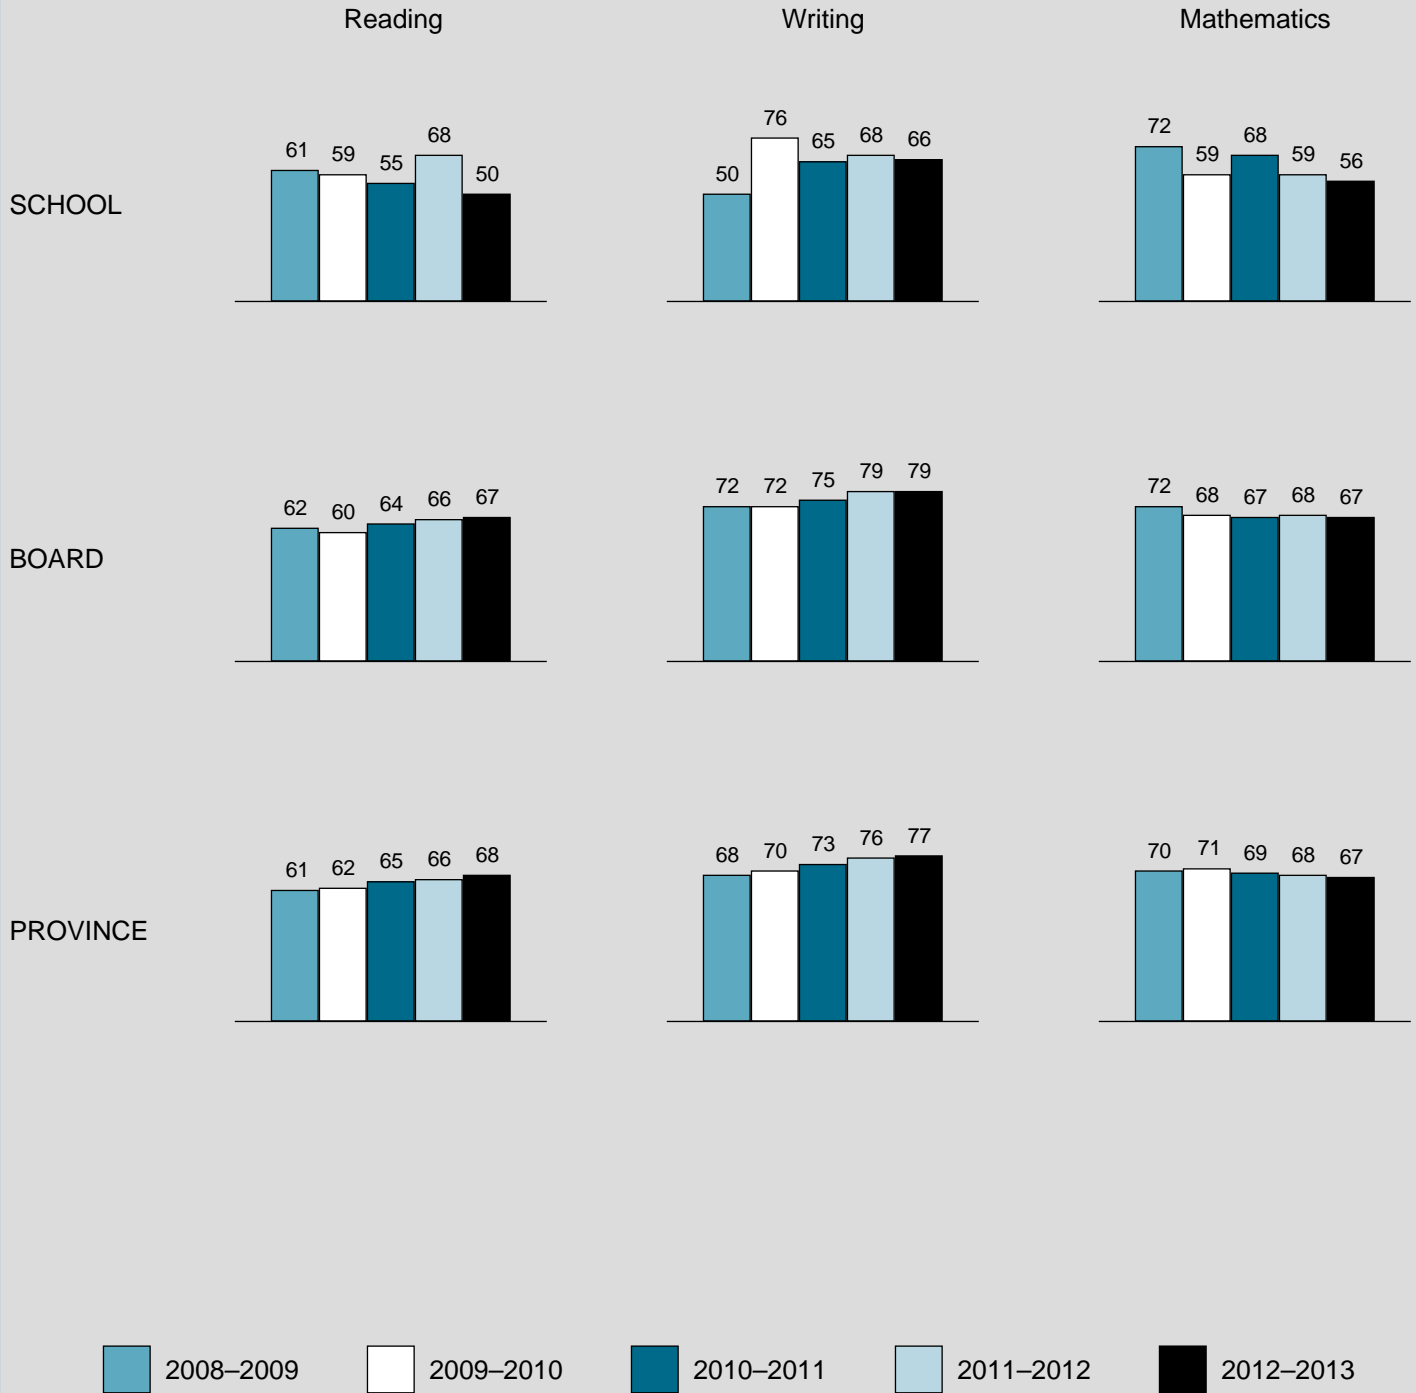 Reading Writing Mathematics
SCHOOL
61 59 55 68 50
50 76 65 68 66
72 59 68 59 56
BOARD
62 60 64 66 67
72 72 75 79 79
72 68 67 68 67
PROVINCE
61 62 65 66 68
68 70 73 76 77
70 71 69 68 67
2008–2009 2009–2010 2010–2011 2011–2012 2012–2013